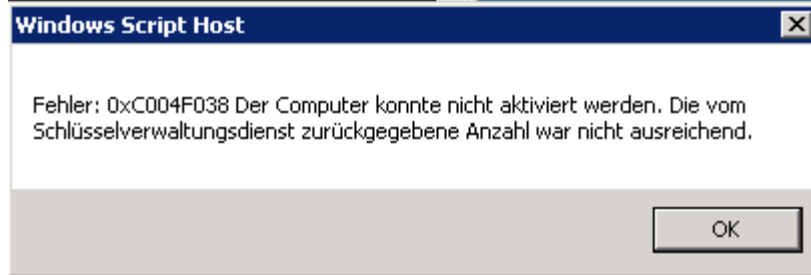 Windows Script Host
Fehler: 0xC004F038 Der Computer konnte nicht aktiviert werden. Die vom
Schlüsselverwaltungsdienst zurückgegebene Anzahl war nicht ausreichend.
OK